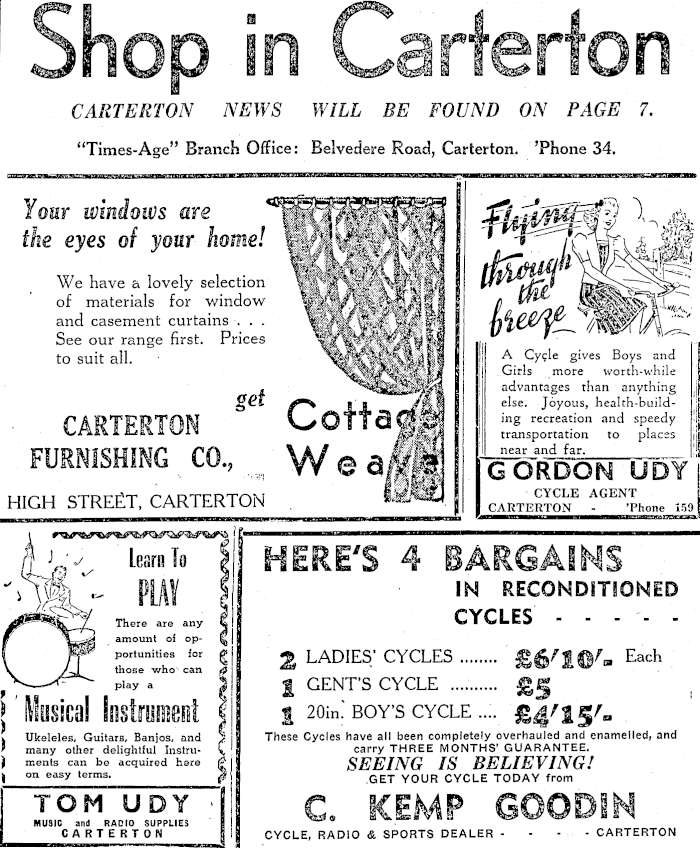 Shop in Carterton
CARTERTON NEWS WILL BE FOUND ON PAGE 7.
"Times-Age" Branch Office: Belvedere Road, Carterton. 'Phone 34.
Your windows are
the eyes of your home!
We have a lovely selection
of materials for window
and casement curtains . . .
See our range first. Prices
to suit all.
get
CARTERTON
FURNISHING CO.,
HIGH STREET, CARTERTON
Cottage
Weave
Flying
through
the
breeze
A Cycle gives Boys and
Girls more worth-while
advantages than anything
else. Joyous, health-build-
ing recreation and speedy
transportation to places
near and far.
GORDON UDY
CYCLE AGENT
CARTERTON - 'Phone 159
Learn To
PLAY
There are any
amount of op-
portunities for
those who can
play a
Musical Instrument
Ukeleles, Guitars, Banjos, and
many other delightful Instru-
ments can be acquired here
on easy terms.
TOM UDY
MUSIC and RADIO SUPPLIES
CARTERTON
HERE'S 4 BARGAINS
IN RECONDITIONED
CYCLES - - - - -
2 LADIES' CYCLES ........ £6'10'/- Each
1 GENT'S CYCLE .......... £5
1 20in. BOY'S CYCLE .... £4'15'/-
These Cycles have all been completely overhauled and enamelled, and
carry THREE MONTHS' GUARANTEE.
SEEING IS BELIEVING!
GET YOUR CYCLE TODAY from
C. KEMP GOODIN
CYCLE, RADIO & SPORTS DEALER - - - - CARTERTON